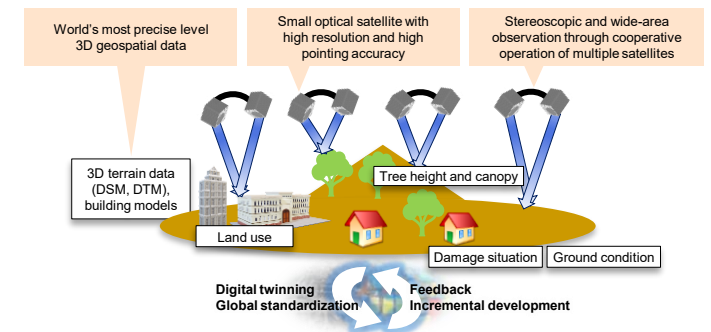 World's most precise level
3D geospatial data
Small optical satellite with
high resolution and high
pointing accuracy
Stereoscopic and wide-area
observation through cooperative
operation of multiple satellites
3D terrain data
(DSM, DTM),
building models
Tree height and canopy
Land use
Damage situation
Ground condition
Digital twinning
Global standardization
Feedback
Incremental development